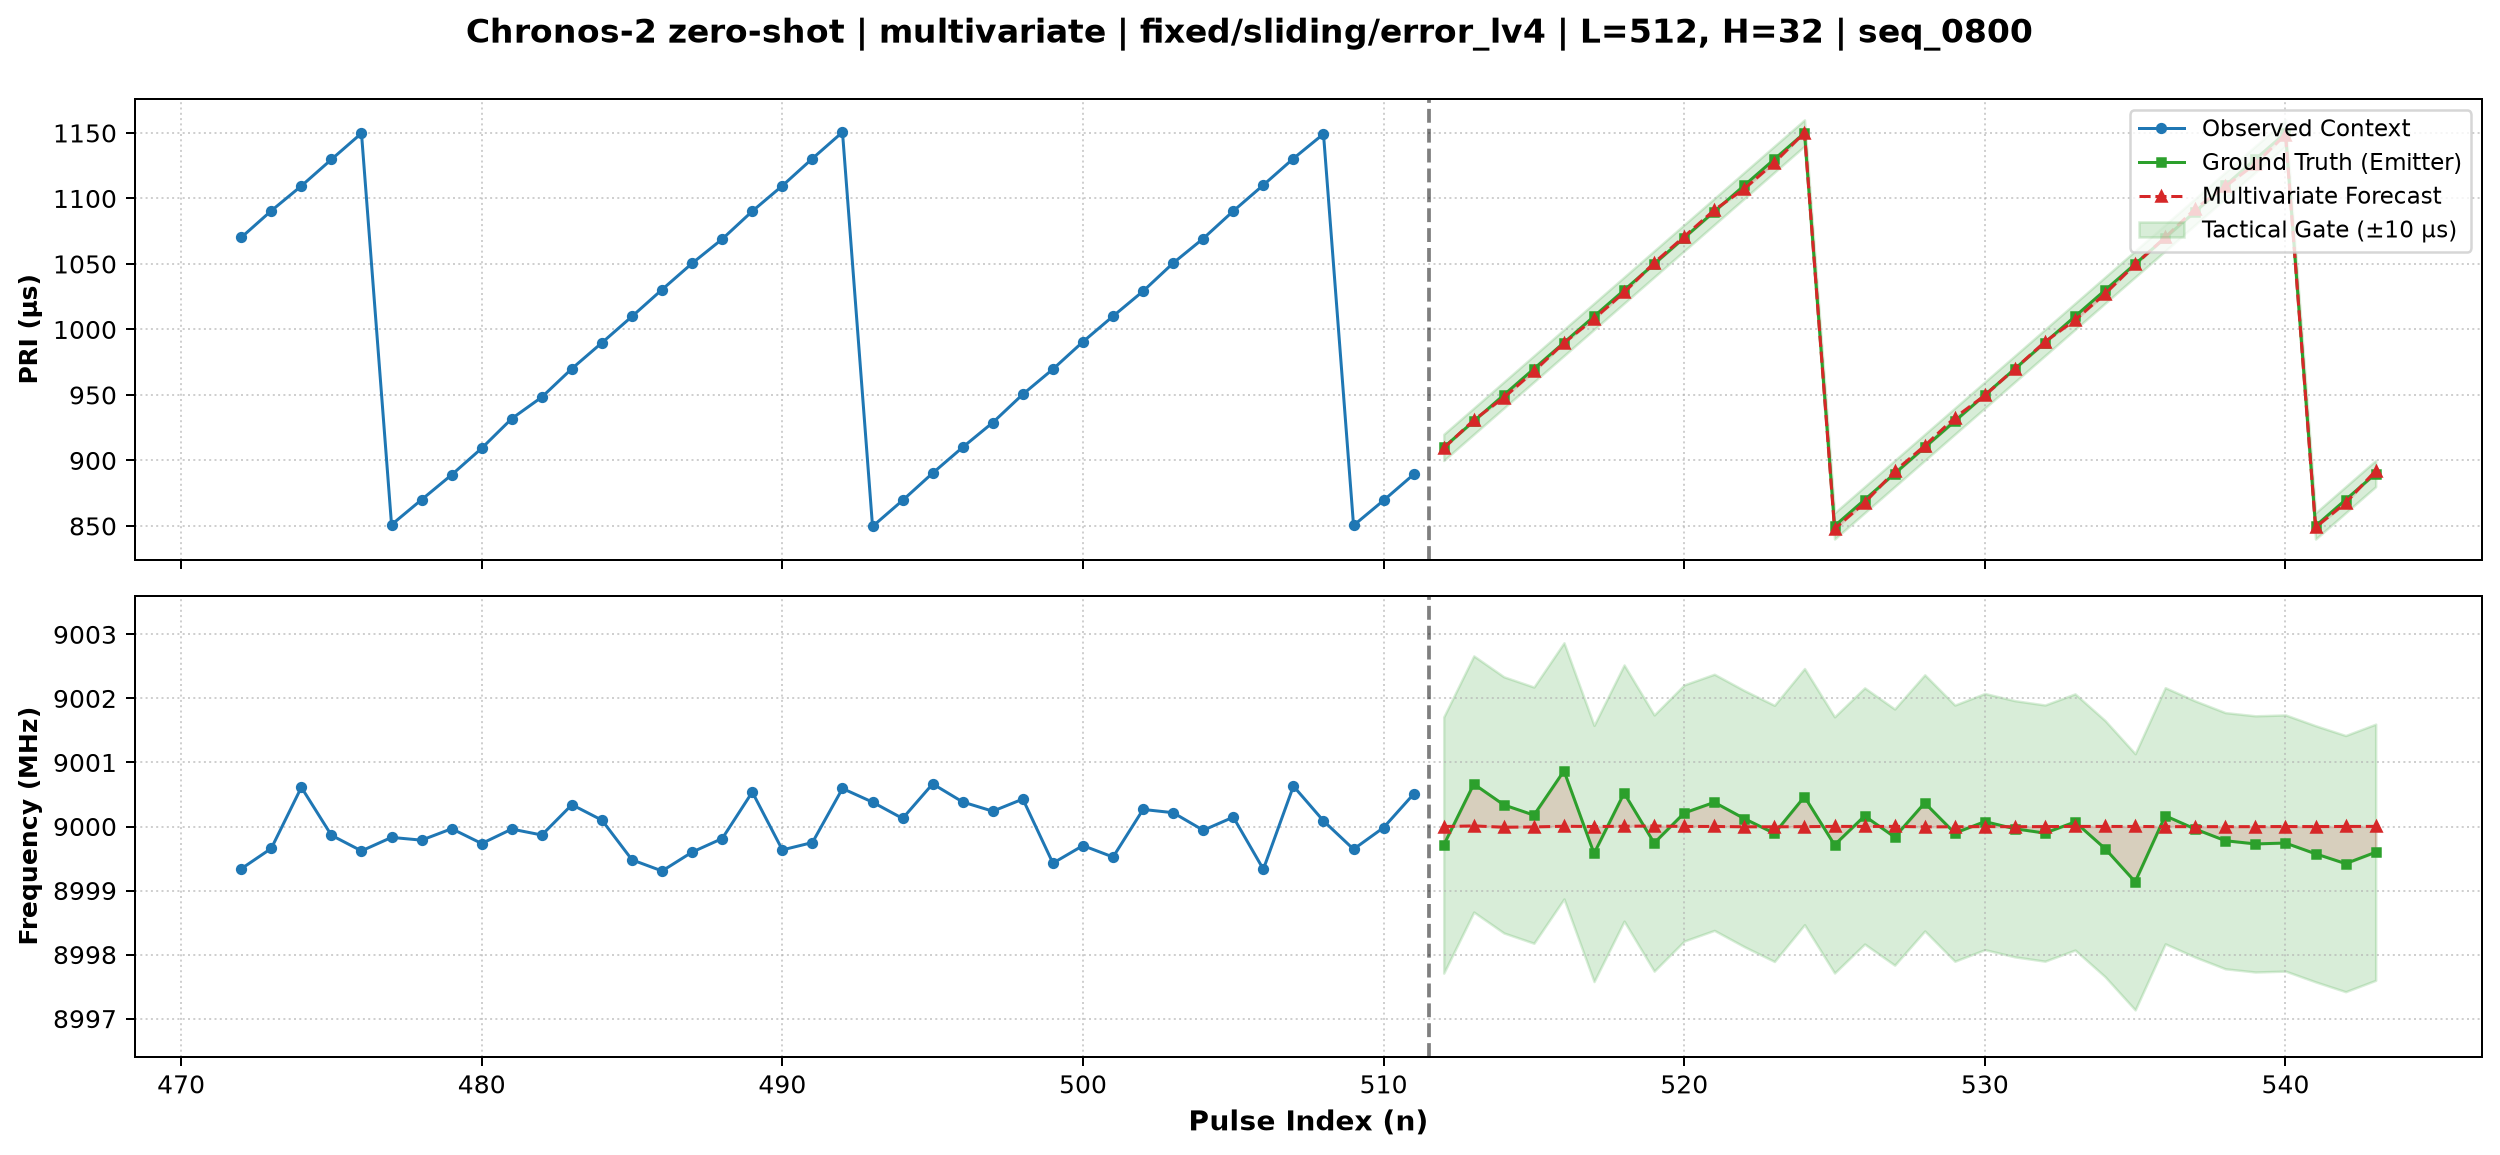 Chronos-2 zero-shot | multivariate | fixed/sliding/error_lv4 | L=512, H=32 | seq_0800
1150
1100
1050
1000
950
900
850
PRI (µs)
Observed Context
Ground Truth (Emitter)
Multivariate Forecast
Tactical Gate (±10 µs)
9003
9002
9001
9000
8999
8998
8997
Frequency (MHz)
470 480 490 500 510 520 530 540
Pulse Index (n)